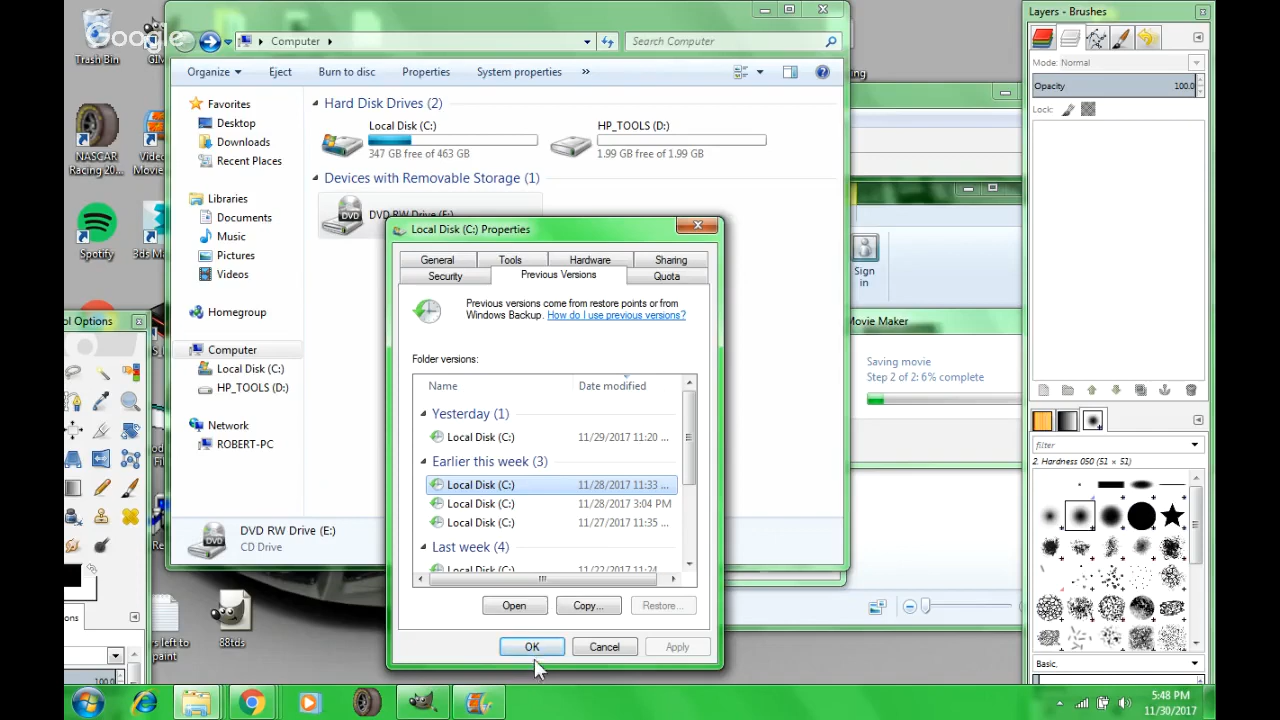 Google
Trash Bin
NASCAR
Racing 20...
Video
Movie
Spotify
3ds Ma
Computer
Search Computer
Organize
Eject
Burn to disc
Properties
System properties
»
Favorites
Desktop
Downloads
Recent Places
Libraries
Documents
Music
Pictures
Videos
Homegroup
Computer
Local Disk (C:)
HP_TOOLS (D:)
Network
ROBERT-PC
Hard Disk Drives (2)
Local Disk (C:)
347 GB free of 463 GB
HP_TOOLS (D:)
1.99 GB free of 1.99 GB
Devices with Removable Storage (1)
DVD RW Drive (E:)
DVD RW Drive (E:)
CD Drive
Local Disk (C:) Properties
General
Tools
Hardware
Sharing
Security
Previous Versions
Quota
Previous versions come from restore points or from
Windows Backup. How do I use previous versions?
Folder versions:
Name
Date modified
Yesterday (1)
Local Disk (C:) 11/29/2017 11:20 ...
Earlier this week (3)
Local Disk (C:) 11/28/2017 11:33 ...
Local Disk (C:) 11/28/2017 3:04 PM
Local Disk (C:) 11/27/2017 11:35 ...
Last week (4)
Local Disk (C:) 11/22/2017 11:24
Open
Copy...
Restore...
OK
Cancel
Apply
Sign
in
Movie Maker
Saving movie
Step 2 of 2: 6% complete
Layers - Brushes
Mode: Normal
Opacity 100.0
Lock:
filter
2. Hardness 050 (51 × 51)
Basic,
ol Options
ons
100.0
s left to
paint
88tds
5:48 PM
11/30/2017